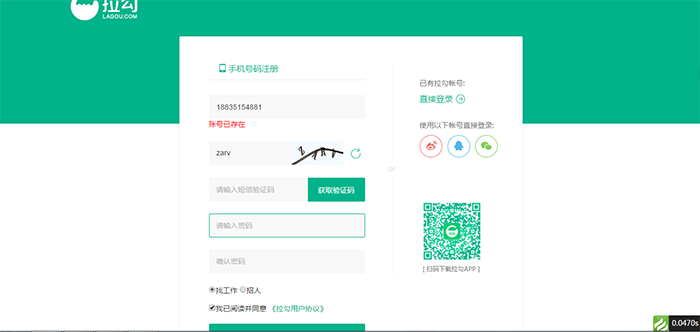 拉勾
LAGOU.COM
手机号码注册
18835154881
账号已存在
zarv
请输入短信验证码
获取验证码
请输入密码
确认密码
找工作 招人
我已阅读并同意 《拉勾用户协议》
or
已有拉勾帐号:
直接登录
使用以下帐号直接登录:
[ 扫码下载拉勾APP ]
0.0470s